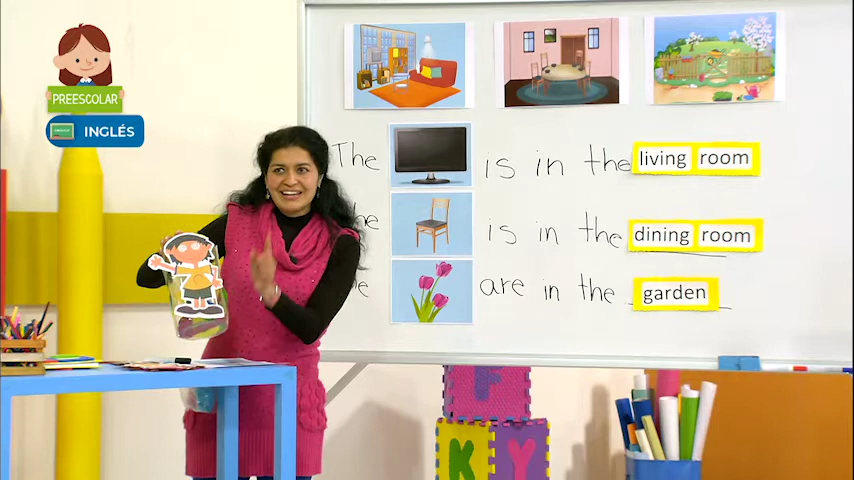 PREESCOLAR
INGLÉS
The is in the living room
is in the dining room
are in the garden
F
K Y